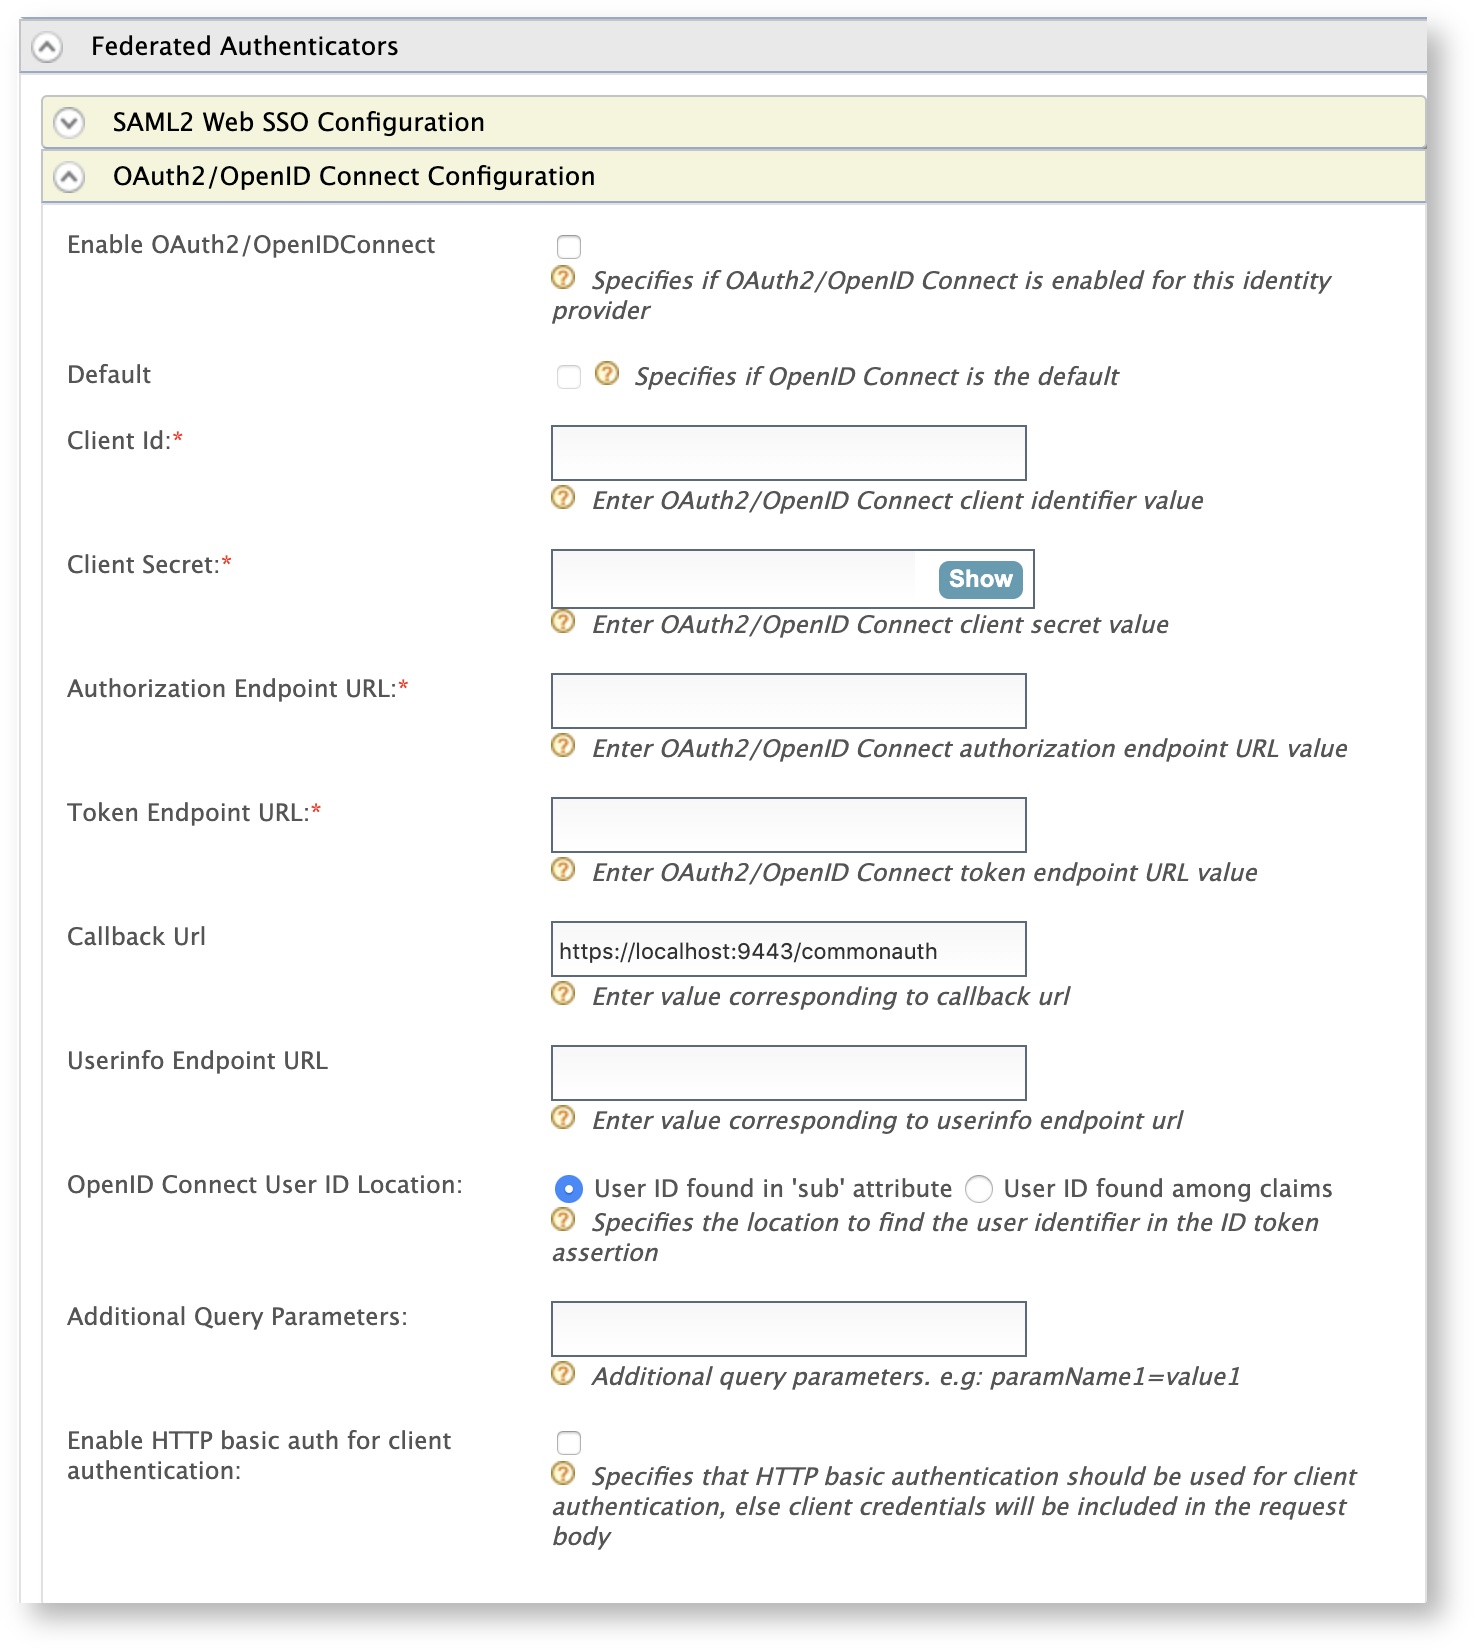 Federated Authenticators
SAML2 Web SSO Configuration
OAuth2/OpenID Connect Configuration
Enable OAuth2/OpenIDConnect
Specifies if OAuth2/OpenID Connect is enabled for this identity
provider
Default
Specifies if OpenID Connect is the default
Client Id:*
Enter OAuth2/OpenID Connect client identifier value
Client Secret:*
Show
Enter OAuth2/OpenID Connect client secret value
Authorization Endpoint URL:*
Enter OAuth2/OpenID Connect authorization endpoint URL value
Token Endpoint URL:*
Enter OAuth2/OpenID Connect token endpoint URL value
Callback Url
https://localhost:9443/commonauth
Enter value corresponding to callback url
Userinfo Endpoint URL
Enter value corresponding to userinfo endpoint url
OpenID Connect User ID Location:
User ID found in 'sub' attribute User ID found among claims
Specifies the location to find the user identifier in the ID token
assertion
Additional Query Parameters:
Additional query parameters. e.g: paramName1=value1
Enable HTTP basic auth for client
authentication:
Specifies that HTTP basic authentication should be used for client
authentication, else client credentials will be included in the request
body